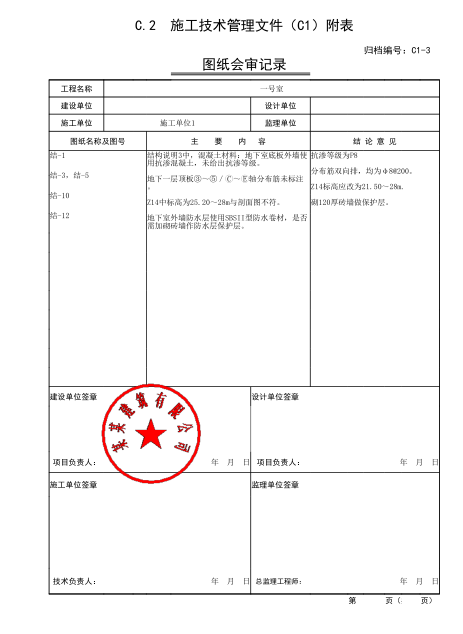 C.2 施工技术管理文件（C1）附表
归档编号：C1-3
图纸会审记录
工程名称 一号室
建设单位 设计单位
施工单位 施工单位1 监理单位
图纸名称及图号 主 要 内 容 结 论 意 见
结-1 结构说明3中，混凝土材料：地下室底板外墙使用抗渗混凝土，未给出抗渗等级。 抗渗等级为P8
结-3，结-5 地下一层顶板③～⑤／Ⓒ～Ⓔ轴分布筋未标注。 分布筋双向排，均为φ8@200。
结-10 Z14中标高为25.20～28m与剖面图不符。 Z14标高应改为21.50～28m.
结-12 地下室外墙防水层使用SBSII型防水卷材，是否需加砌砖墙作防水层保护层。 砌120厚砖墙做保护层。
建设单位签章 设计单位签章
某某建筑有限公司
项目负责人： 年 月 日 项目负责人： 年 月 日
施工单位签章 监理单位签章
技术负责人： 年 月 日 总监理工程师： 年 月 日
第 页（ 页）